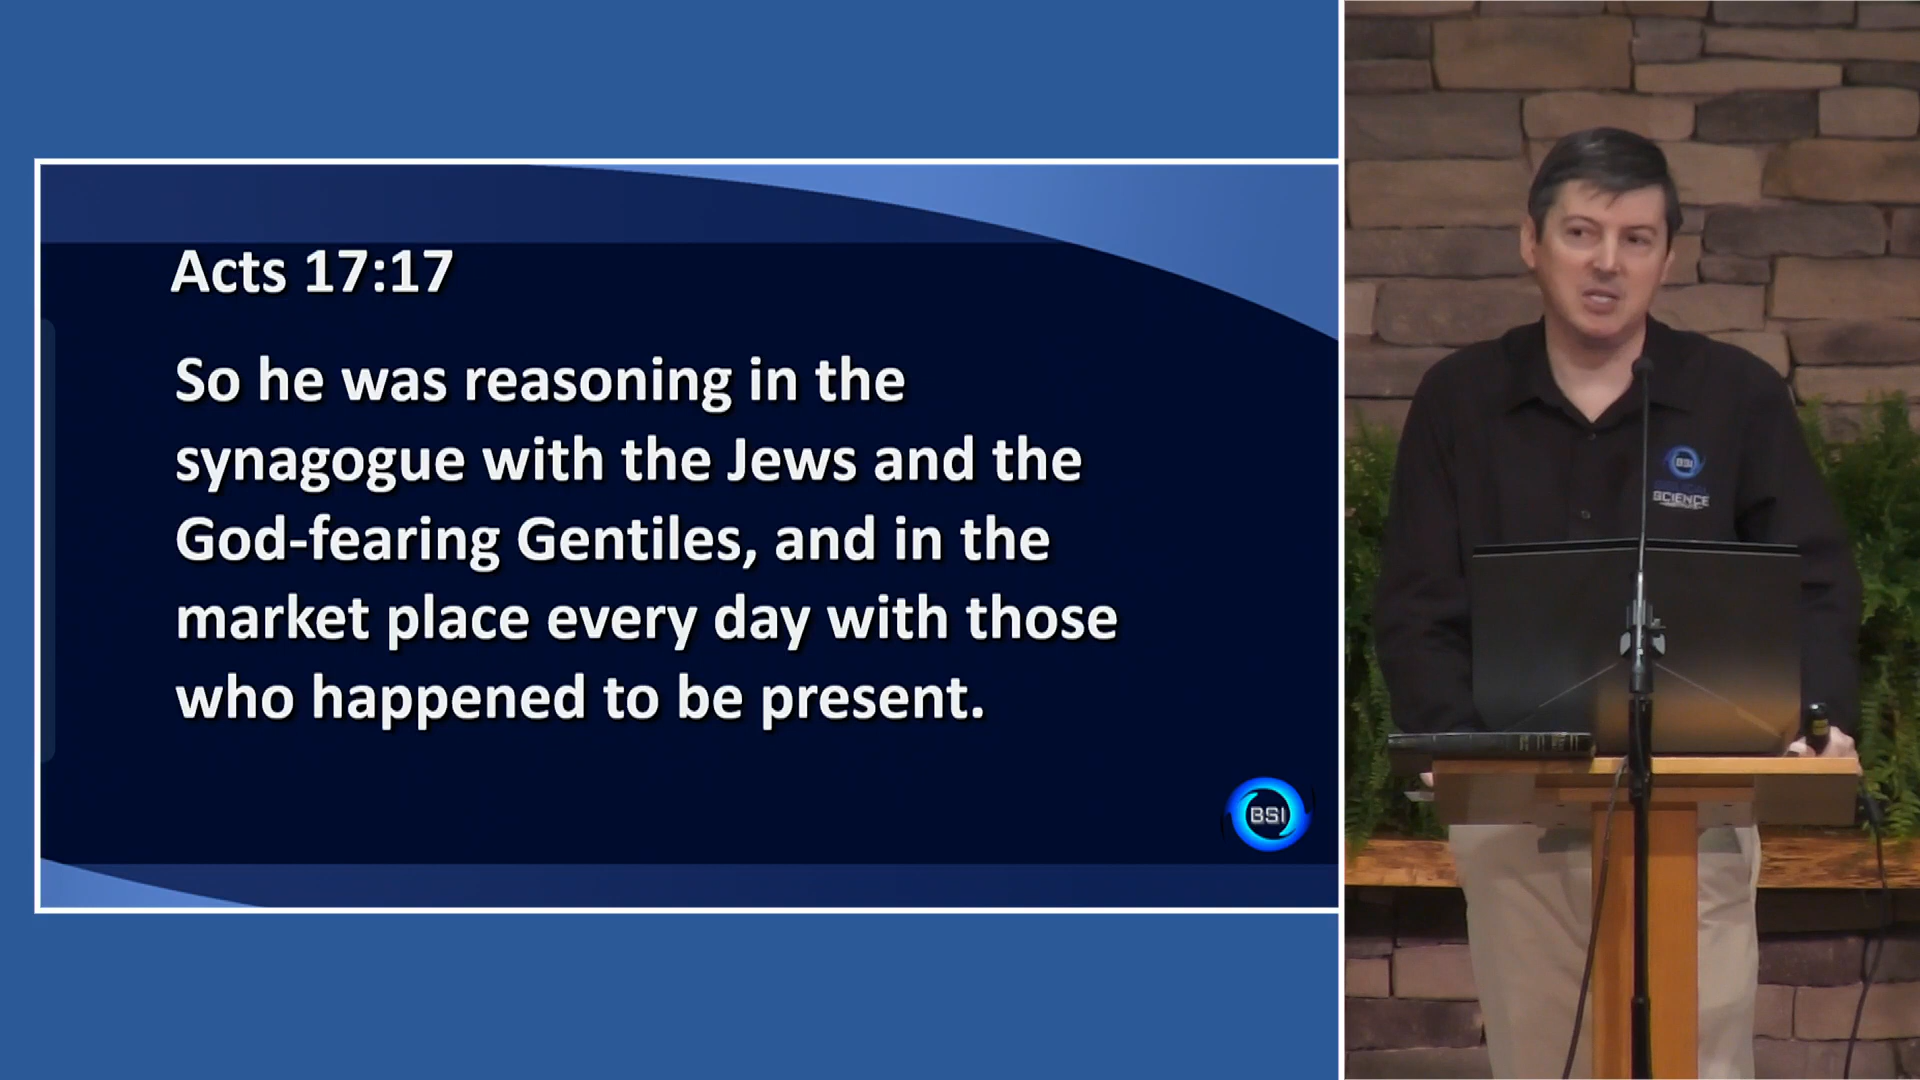 Acts 17:17
So he was reasoning in the
synagogue with the Jews and the
God-fearing Gentiles, and in the
market place every day with those
who happened to be present.
BSI
BSI
SCIENCE